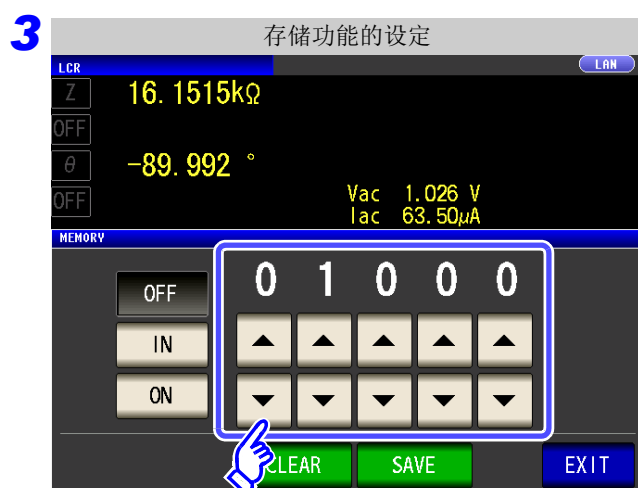 3
存储功能的设定
LCR
LAN
Z 16.1515kΩ
OFF
θ -89.992 °
OFF
Vac 1.026 V
Iac 63.50μA
MEMORY
OFF 0 1 0 0 0
IN
ON
CLEAR SAVE EXIT